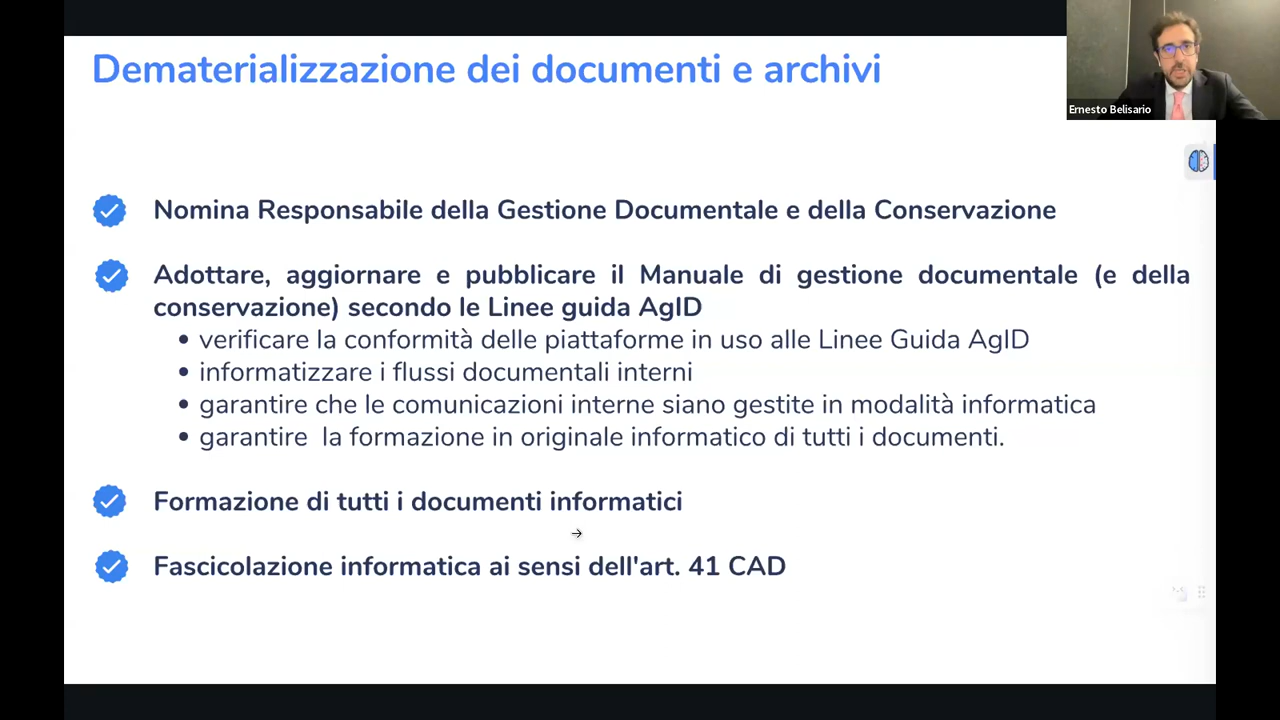 Dematerializzazione dei documenti e archivi
Ernesto Belisario
Nomina Responsabile della Gestione Documentale e della Conservazione
Adottare, aggiornare e pubblicare il Manuale di gestione documentale (e della
conservazione) secondo le Linee guida AgID
• verificare la conformità delle piattaforme in uso alle Linee Guida AgID
• informatizzare i flussi documentali interni
• garantire che le comunicazioni interne siano gestite in modalità informatica
• garantire  la formazione in originale informatico di tutti i documenti.
Formazione di tutti i documenti informatici
Fascicolazione informatica ai sensi dell'art. 41 CAD